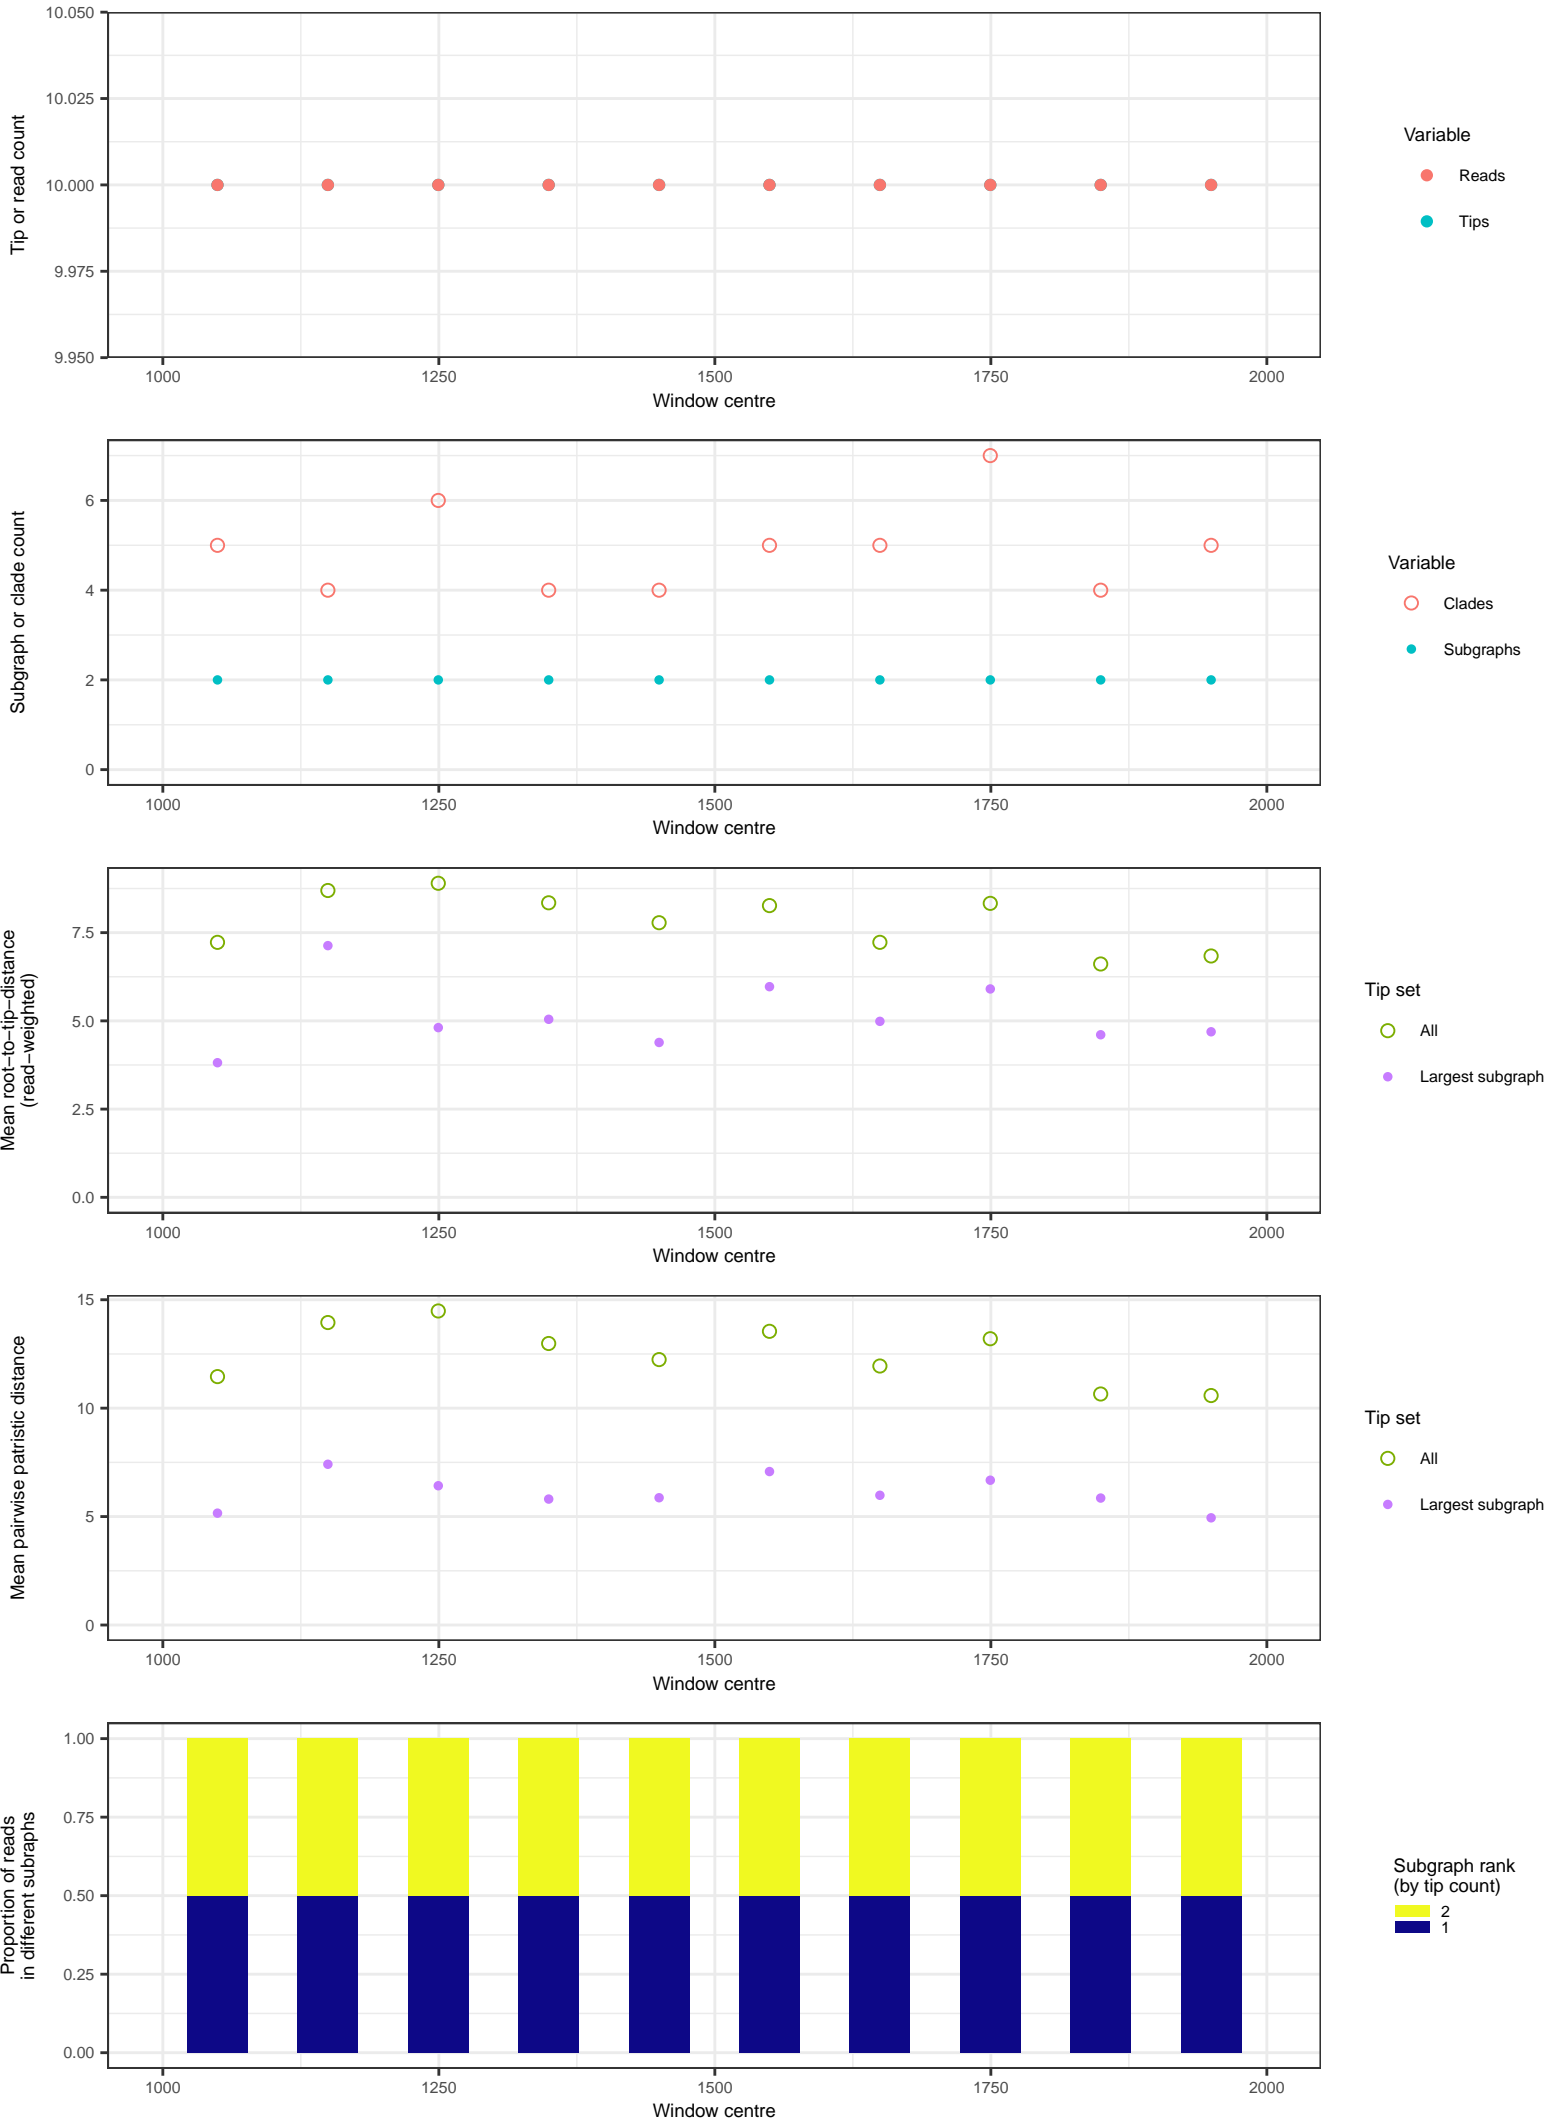 10.050
10.025
10.000
9.975
9.950
Tip or read count
1000 1250 1500 1750 2000
Window centre
Variable
Reads
Tips
6
4
2
0
Subgraph or clade count
1000 1250 1500 1750 2000
Window centre
Variable
Clades
Subgraphs
7.5
5.0
2.5
0.0
Mean root−to−tip−distance
(read−weighted)
1000 1250 1500 1750 2000
Window centre
Tip set
All
Largest subgraph
15
10
5
0
Mean pairwise patristic distance
1000 1250 1500 1750 2000
Window centre
Tip set
All
Largest subgraph
1.00
0.75
0.50
0.25
0.00
Proportion of reads
in different subraphs
1000 1250 1500 1750 2000
Window centre
Subgraph rank
(by tip count)
2
1